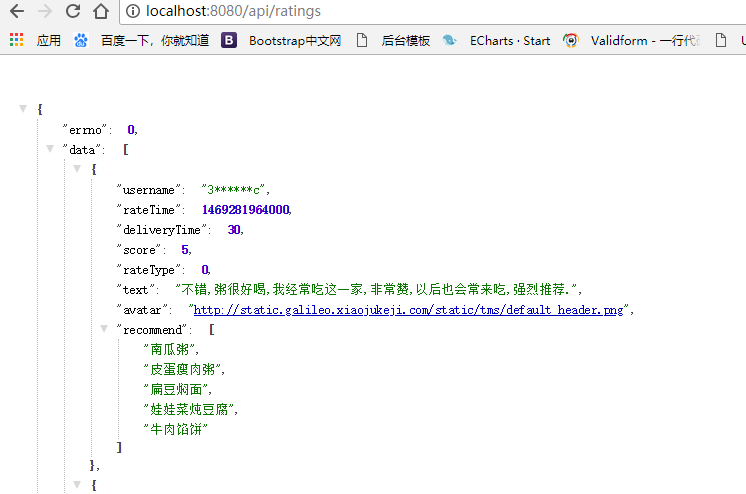 localhost:8080/api/ratings
应用 百度一下，你就知道 B Bootstrap中文网 后台模板 ECharts · Start Validform - 一行代码
{
"errno": 0,
"data": [
{
"username": "3******c",
"rateTime": 1469281964000,
"deliveryTime": 30,
"score": 5,
"rateType": 0,
"text": "不错,粥很好喝,我经常吃这一家,非常赞,以后也会常来吃,强烈推荐.",
"avatar": "http://static.galileo.xiaojukeji.com/static/tms/default_header.png",
"recommend": [
"南瓜粥",
"皮蛋瘦肉粥",
"扁豆焖面",
"娃娃菜炖豆腐",
"牛肉馅饼"
]
},
{